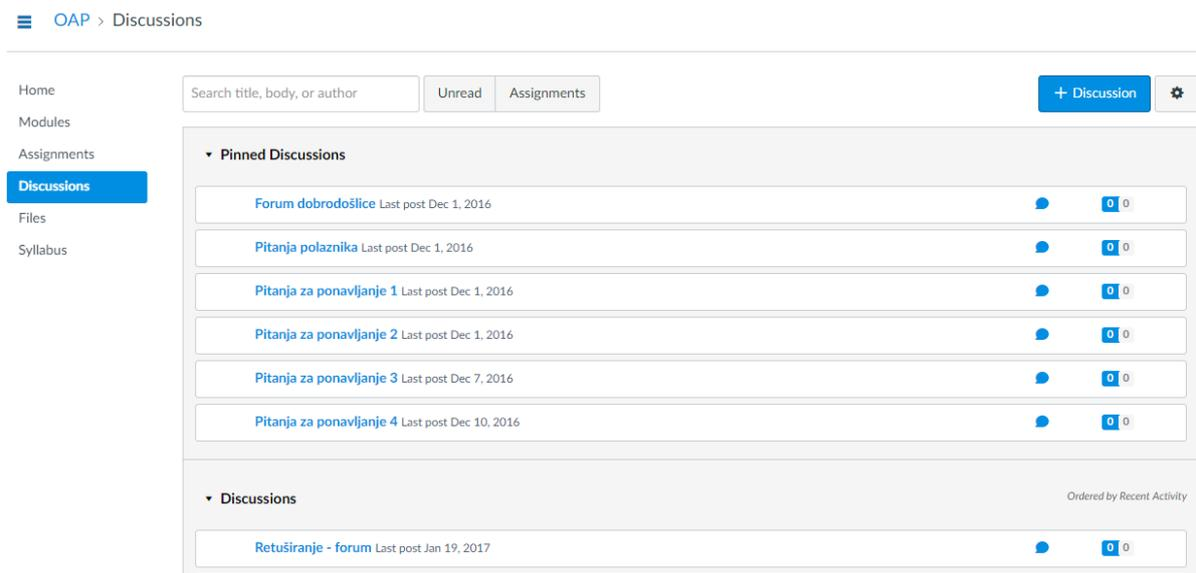 OAP > Discussions
Home
Modules
Assignments
Discussions
Files
Syllabus
Search title, body, or author
Unread
Assignments
+ Discussion
Pinned Discussions
Forum dobrodošlice Last post Dec 1, 2016 0 0
Pitanja polaznika Last post Dec 1, 2016 0 0
Pitanja za ponavljanje 1 Last post Dec 1, 2016 0 0
Pitanja za ponavljanje 2 Last post Dec 1, 2016 0 0
Pitanja za ponavljanje 3 Last post Dec 7, 2016 0 0
Pitanja za ponavljanje 4 Last post Dec 10, 2016 0 0
Discussions Ordered by Recent Activity
Retuširanje - forum Last post Jan 19, 2017 0 0